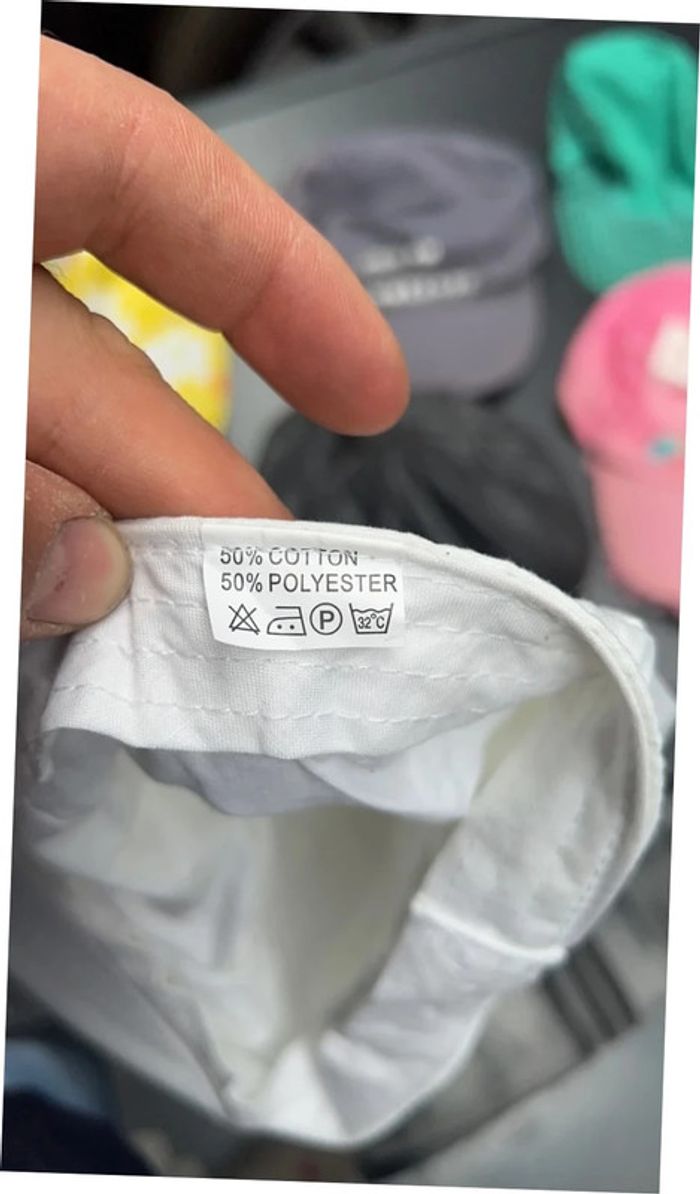 50% COTTON
50% POLYESTER
P 32°C